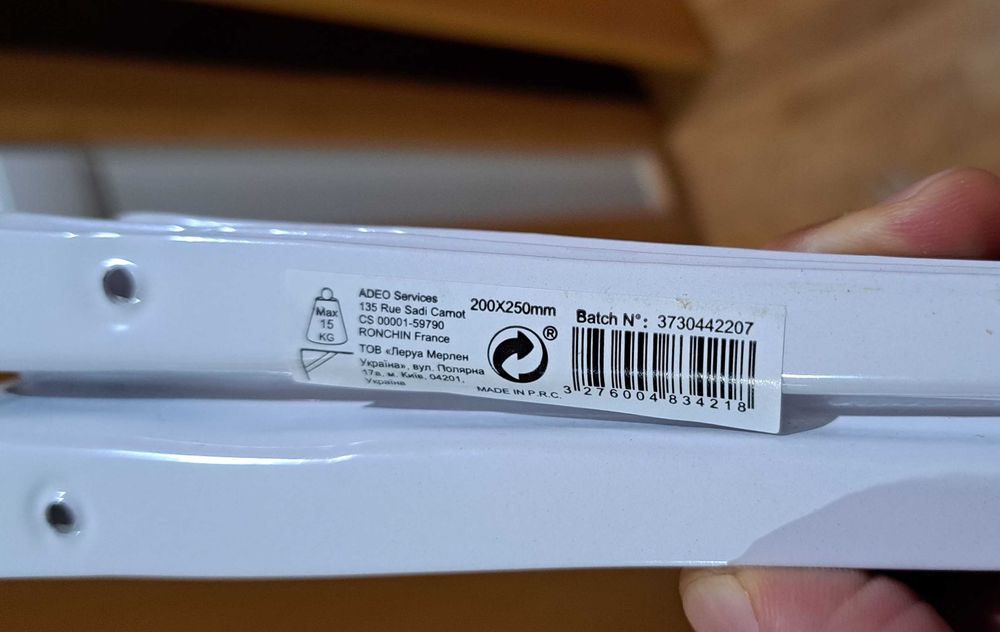 Max
15
KG
ADEO Services
135 Rue Sadi Carnot
CS 00001-59790
RONCHIN France
ТОВ «Леруа Мерлен
Україна», вул. Полярна
17а, м. Київ, 04201,
Україна
200X250mm
®
MADE IN P.R.C.
Batch N°: 3730442207
3 276004 834218